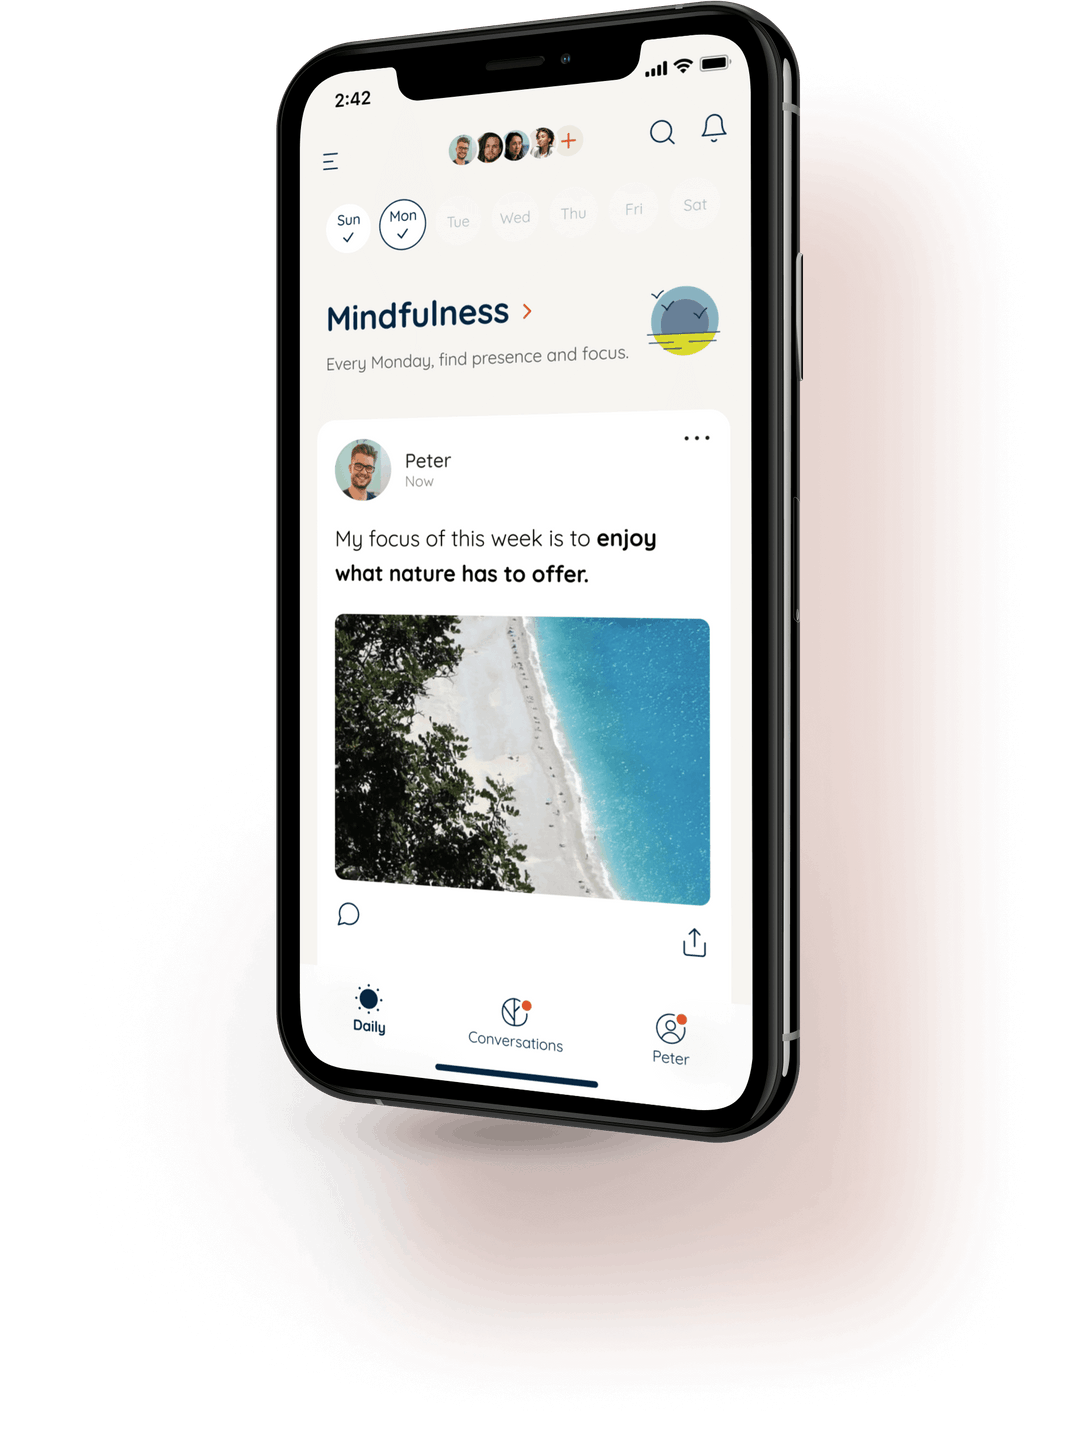 2:42
Sun Mon Tue Wed Thu Fri Sat
Mindfulness
Every Monday, find presence and focus.
Peter
Now
My focus of this week is to enjoy
what nature has to offer.
Daily
Conversations
Peter